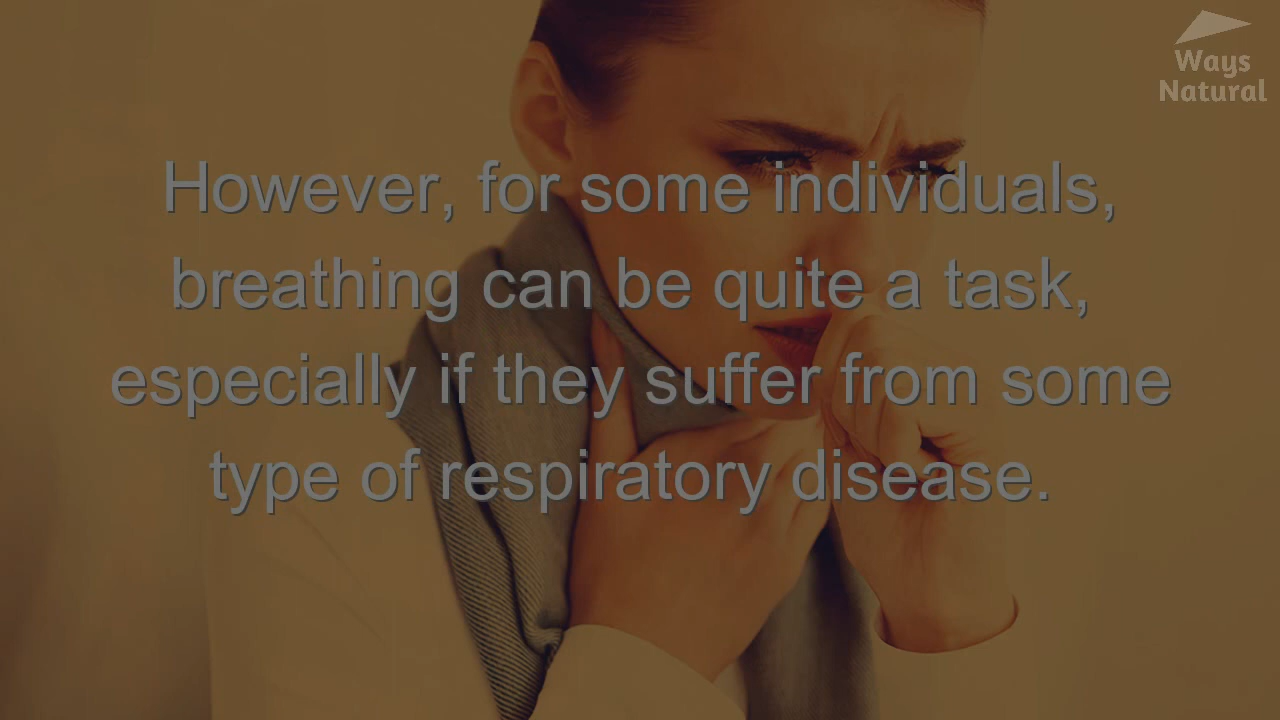 Ways
Natural
However, for some individuals,
breathing can be quite a task,
especially if they suffer from some
type of respiratory disease.